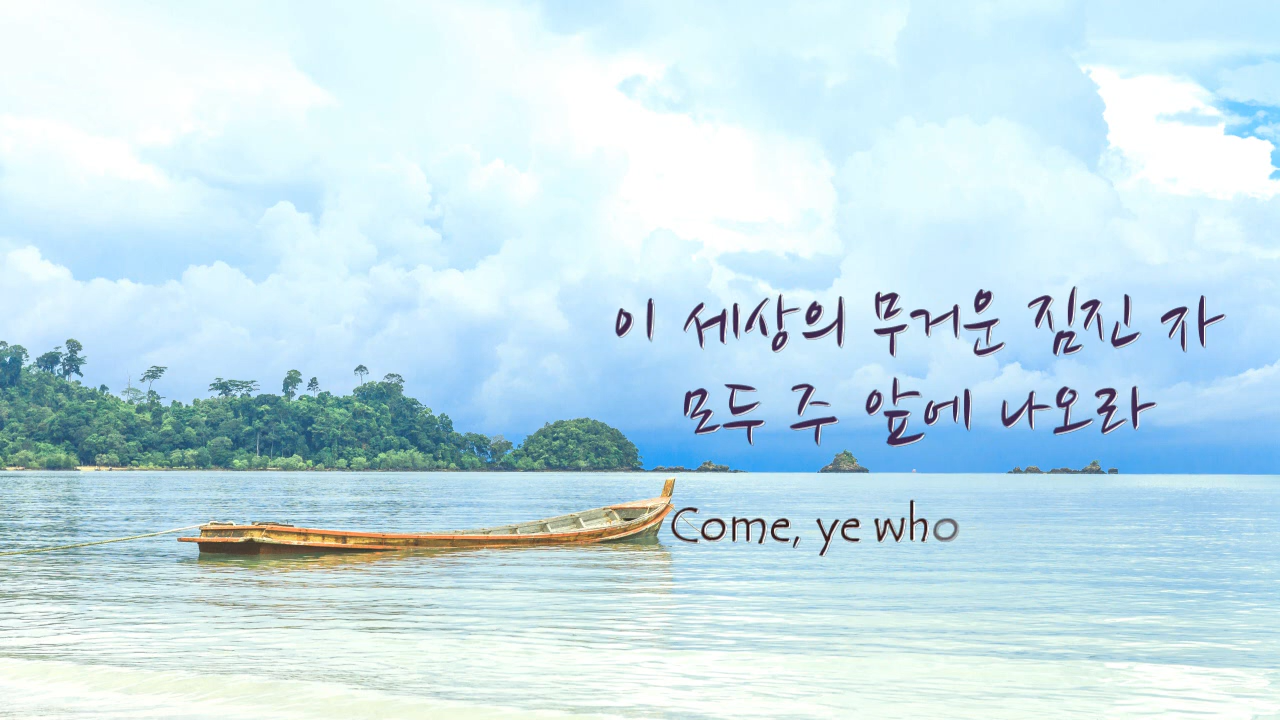 이 세상의 무거운 짐진 자
모두 주 앞에 나오라
Come, ye who